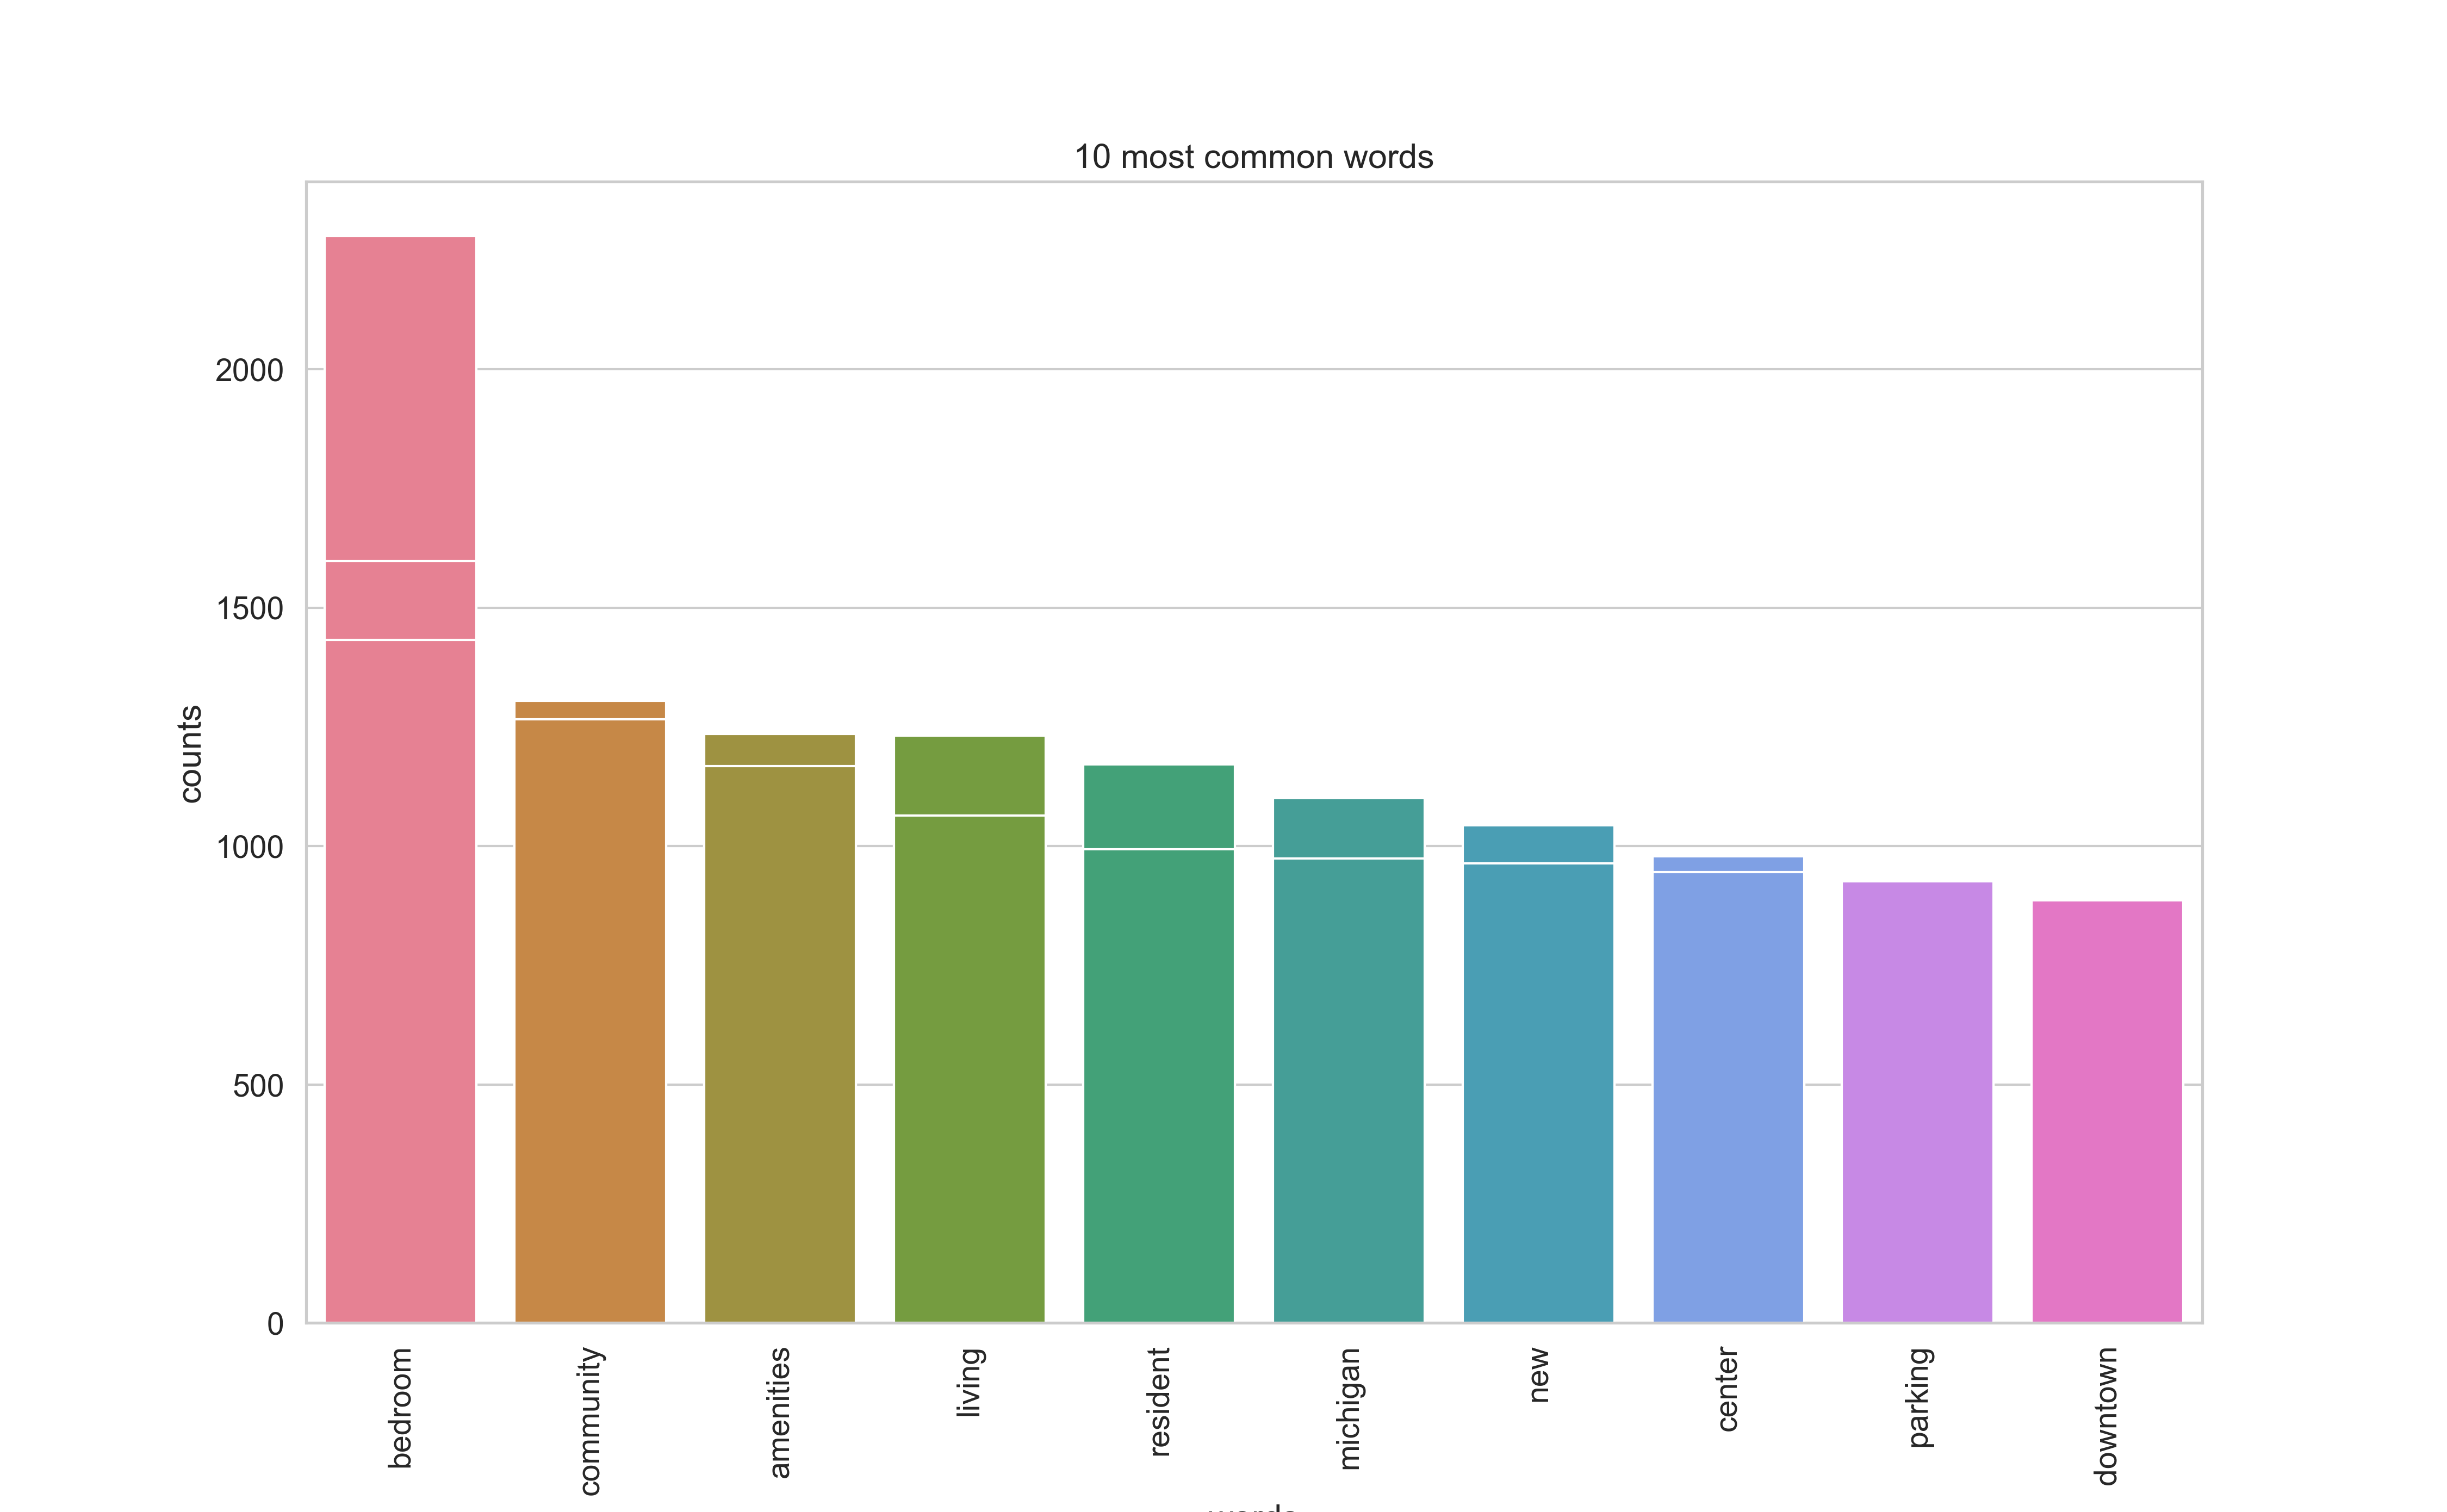 10 most common words
counts
2000
1500
1000
500
0
bedroom
community
amenities
living
resident
michigan
new
center
parking
downtown
words